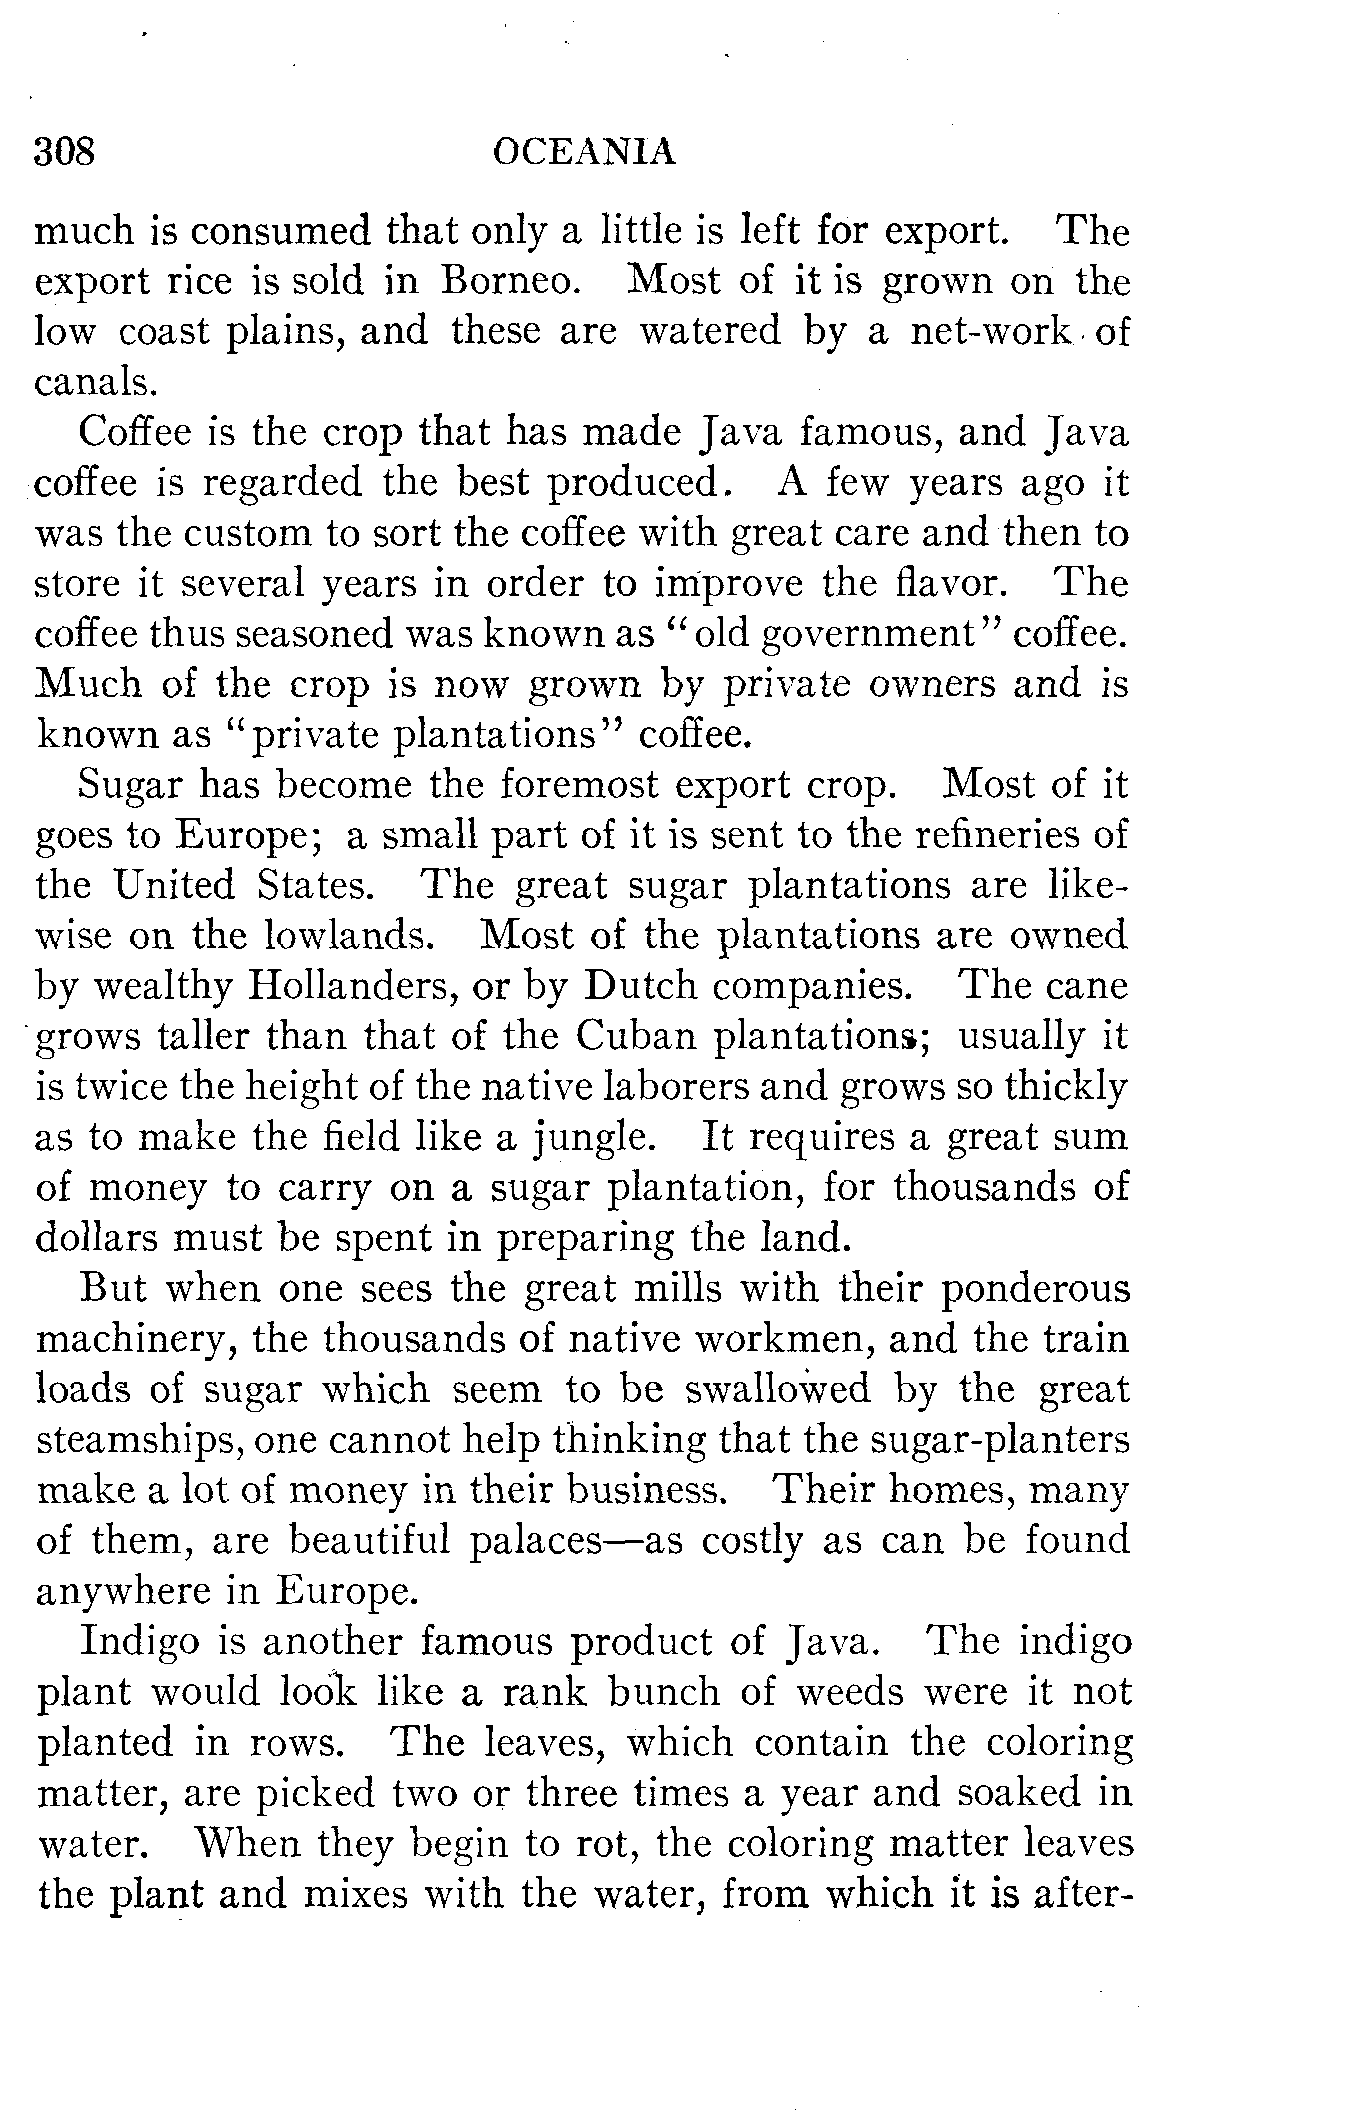 308 OCEANIA
much is consumed that only a little is left for export. The
export rice is sold in Borneo. Most of it is grown on the
low coast plains, and these are watered by a net-work of
canals.
Coffee is the crop that has made Java famous, and Java
coffee is regarded the best produced. A few years ago it
was the custom to sort the coffee with great care and then to
store it several years in order to improve the flavor. The
coffee thus seasoned was known as "old government" coffee.
Much of the crop is now grown by private owners and is
known as "private plantations" coffee.
Sugar has become the foremost export crop. Most of it
goes to Europe; a small part of it is sent to the refineries of
the United States. The great sugar plantations are like-
wise on the lowlands. Most of the plantations are owned
by wealthy Hollanders, or by Dutch companies. The cane
grows taller than that of the Cuban plantations; usually it
is twice the height of the native laborers and grows so thickly
as to make the field like a jungle. It requires a great sum
of money to carry on a sugar plantation, for thousands of
dollars must be spent in preparing the land.
But when one sees the great mills with their ponderous
machinery, the thousands of native workmen, and the train
loads of sugar which seem to be swallowed by the great
steamships, one cannot help thinking that the sugar-planters
make a lot of money in their business. Their homes, many
of them, are beautiful palaces—as costly as can be found
anywhere in Europe.
Indigo is another famous product of Java. The indigo
plant would look like a rank bunch of weeds were it not
planted in rows. The leaves, which contain the coloring
matter, are picked two or three times a year and soaked in
water. When they begin to rot, the coloring matter leaves
the plant and mixes with the water, from which it is after-